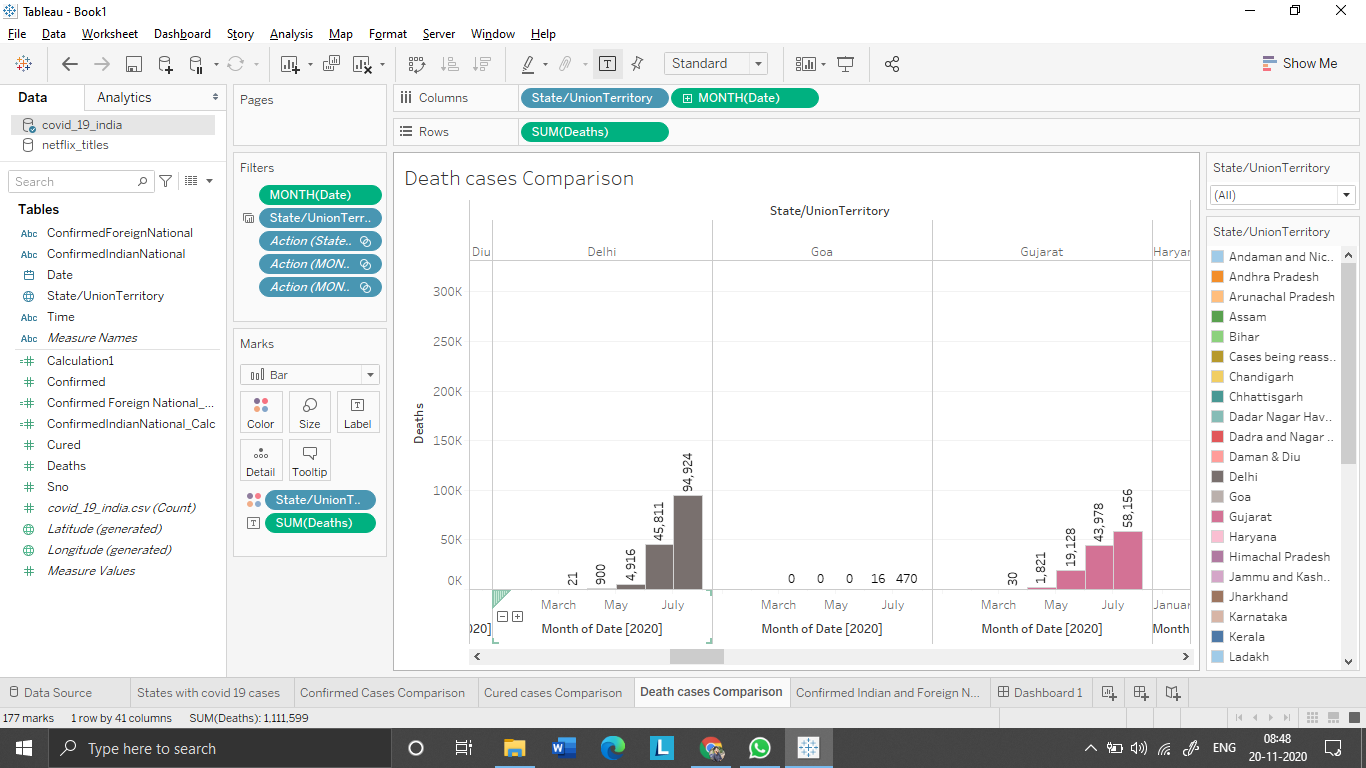 Tableau - Book1
File Data Worksheet Dashboard Story Analysis Map Format Server Window Help
Standard
Show Me
Data Analytics
covid_19_india
netflix_titles
Search
Tables
Abc ConfirmedForeignNational
Abc ConfirmedIndianNational
Date
State/UnionTerritory
Abc Time
Abc Measure Names
=# Calculation1
# Confirmed
=# Confirmed Foreign National_...
=# ConfirmedIndianNational_Calc
# Cured
# Deaths
# Sno
# covid_19_india.csv (Count)
Latitude (generated)
Longitude (generated)
# Measure Values
Pages
Filters
MONTH(Date)
State/UnionTerr..
Action (State..
Action (MON..
Action (MON..
Marks
Bar
Color Size Label
Detail Tooltip
State/UnionT..
SUM(Deaths)
Columns State/UnionTerritory MONTH(Date)
Rows SUM(Deaths)
Death cases Comparison
State/UnionTerritory
Diu Delhi Goa Gujarat Haryar
300K
250K
200K
150K
100K
50K
0K
Deaths
21 900 4,916 45,811 94,924
0 0 0 16 470
30 1,821 19,128 43,978 58,156
March May July March May July March May July Januar
020] Month of Date [2020] Month of Date [2020] Month of Date [2020] Month
State/UnionTerritory
(All)
State/UnionTerritory
Andaman and Nic..
Andhra Pradesh
Arunachal Pradesh
Assam
Bihar
Cases being reass..
Chandigarh
Chhattisgarh
Dadar Nagar Hav..
Dadra and Nagar ..
Daman & Diu
Delhi
Goa
Gujarat
Haryana
Himachal Pradesh
Jammu and Kash..
Jharkhand
Karnataka
Kerala
Ladakh
Data Source States with covid 19 cases Confirmed Cases Comparison Cured cases Comparison Death cases Comparison Confirmed Indian and Foreign N... Dashboard 1
177 marks 1 row by 41 columns SUM(Deaths): 1,111,599
Type here to search
ENG
08:48
20-11-2020